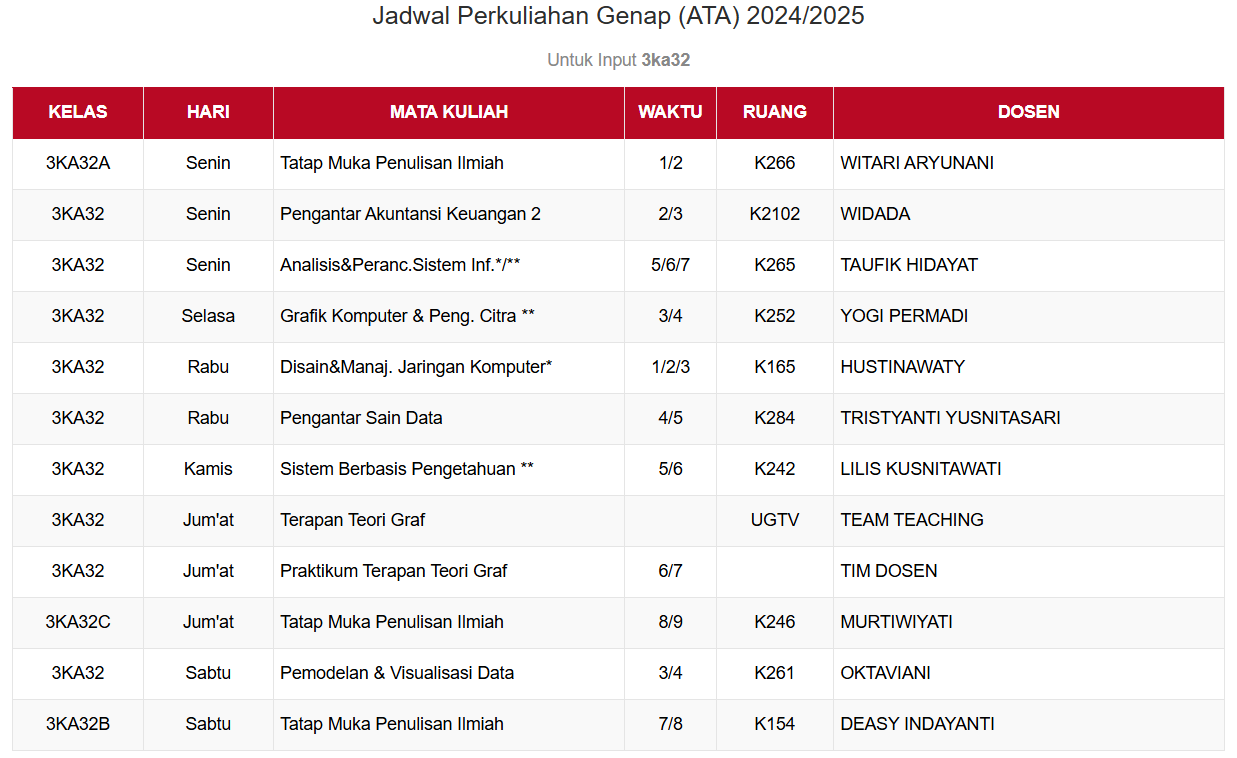 Jadwal Perkuliahan Genap (ATA) 2024/2025
Untuk Input 3ka32
KELAS HARI MATA KULIAH WAKTU RUANG DOSEN
3KA32A Senin Tatap Muka Penulisan Ilmiah 1/2 K266 WITARI ARYUNANI
3KA32 Senin Pengantar Akuntansi Keuangan 2 2/3 K2102 WIDADA
3KA32 Senin Analisis&Peranc.Sistem Inf.*/** 5/6/7 K265 TAUFIK HIDAYAT
3KA32 Selasa Grafik Komputer & Peng. Citra ** 3/4 K252 YOGI PERMADI
3KA32 Rabu Disain&Manaj. Jaringan Komputer* 1/2/3 K165 HUSTINAWATY
3KA32 Rabu Pengantar Sain Data 4/5 K284 TRISTYANTI YUSNITASARI
3KA32 Kamis Sistem Berbasis Pengetahuan ** 5/6 K242 LILIS KUSNITAWATI
3KA32 Jum'at Terapan Teori Graf UGTV TEAM TEACHING
3KA32 Jum'at Praktikum Terapan Teori Graf 6/7 TIM DOSEN
3KA32C Jum'at Tatap Muka Penulisan Ilmiah 8/9 K246 MURTIWIYATI
3KA32 Sabtu Pemodelan & Visualisasi Data 3/4 K261 OKTAVIANI
3KA32B Sabtu Tatap Muka Penulisan Ilmiah 7/8 K154 DEASY INDAYANTI